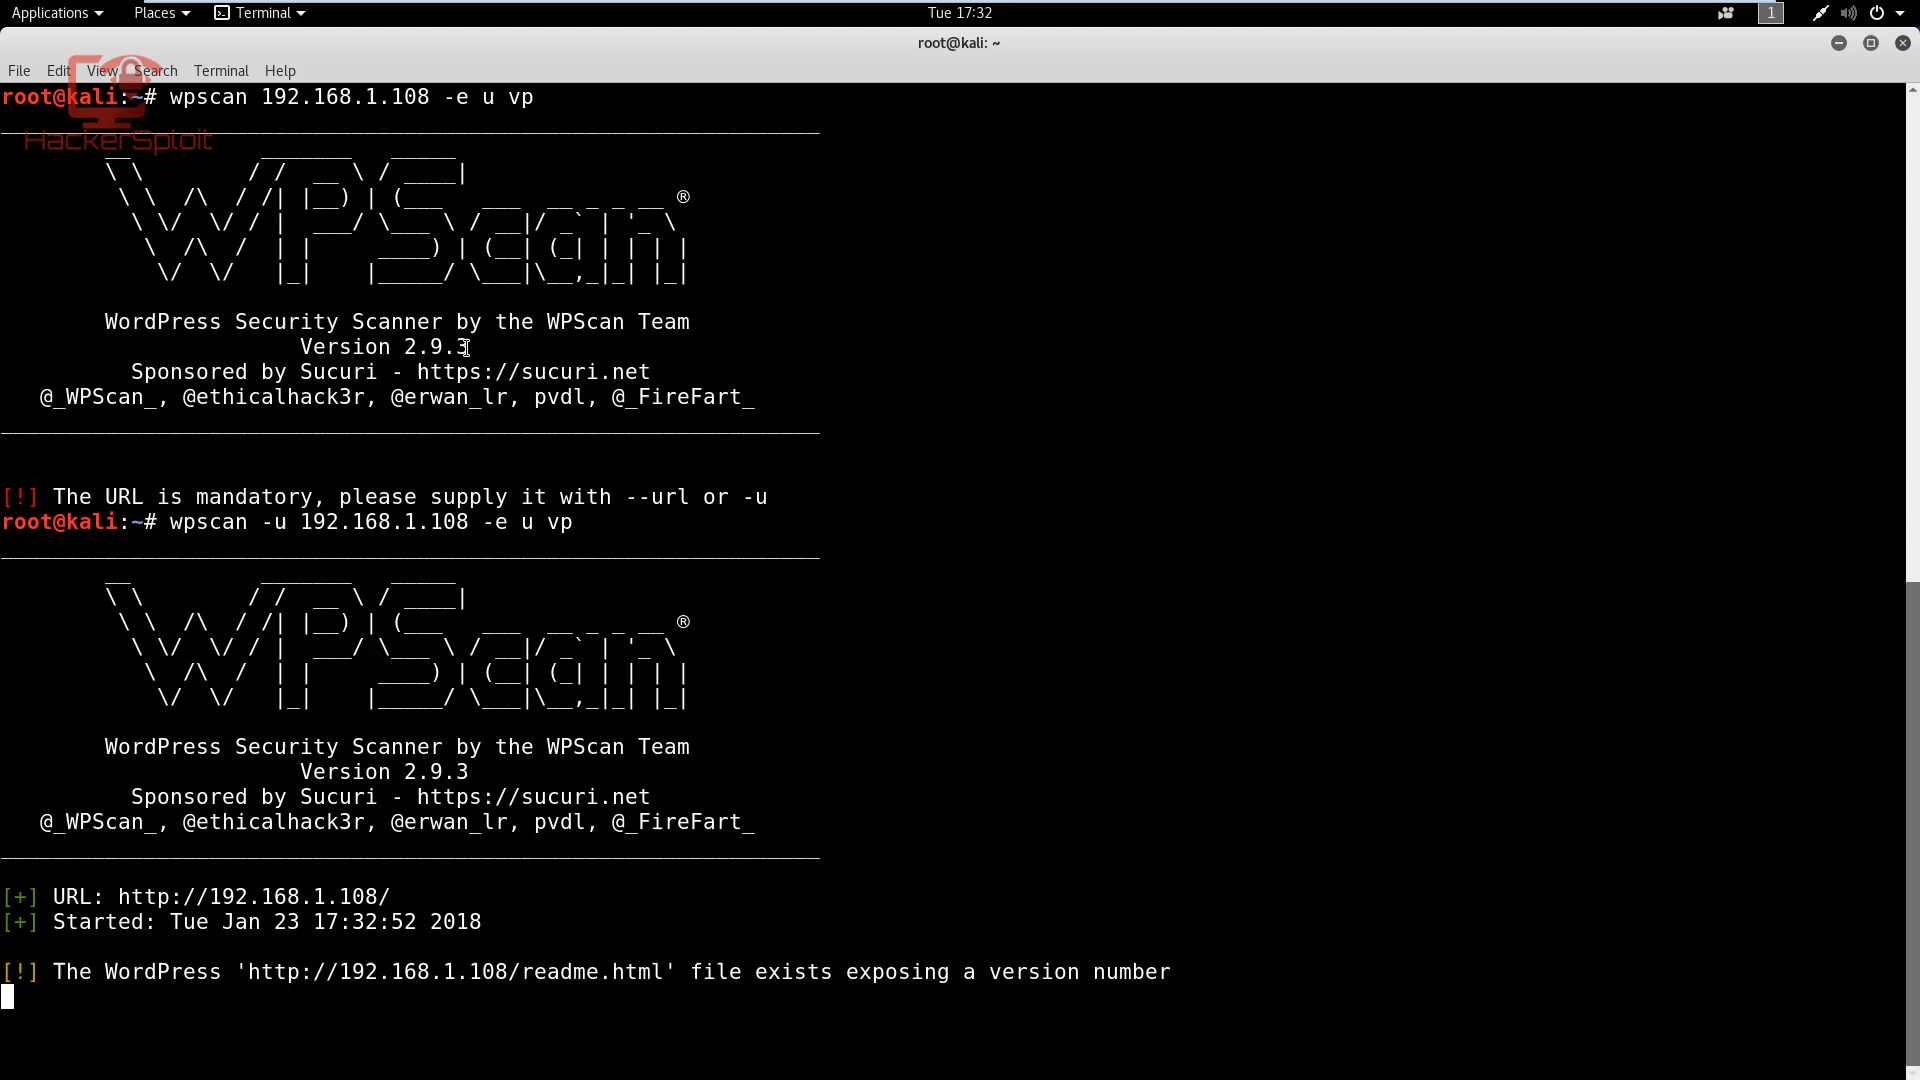 Applications Places Terminal Tue 17:32 1
root@kali: ~
File Edit View Search Terminal Help
root@kali:~# wpscan 192.168.1.108 -e u vp
HackerSploit
WPScan ®
WordPress Security Scanner by the WPScan Team
Version 2.9.3
Sponsored by Sucuri - https://sucuri.net
@_WPScan_, @ethicalhack3r, @erwan_lr, pvdl, @_FireFart_
[!] The URL is mandatory, please supply it with --url or -u
root@kali:~# wpscan -u 192.168.1.108 -e u vp
WPScan ®
WordPress Security Scanner by the WPScan Team
Version 2.9.3
Sponsored by Sucuri - https://sucuri.net
@_WPScan_, @ethicalhack3r, @erwan_lr, pvdl, @_FireFart_
[+] URL: http://192.168.1.108/
[+] Started: Tue Jan 23 17:32:52 2018
[!] The WordPress 'http://192.168.1.108/readme.html' file exists exposing a version number